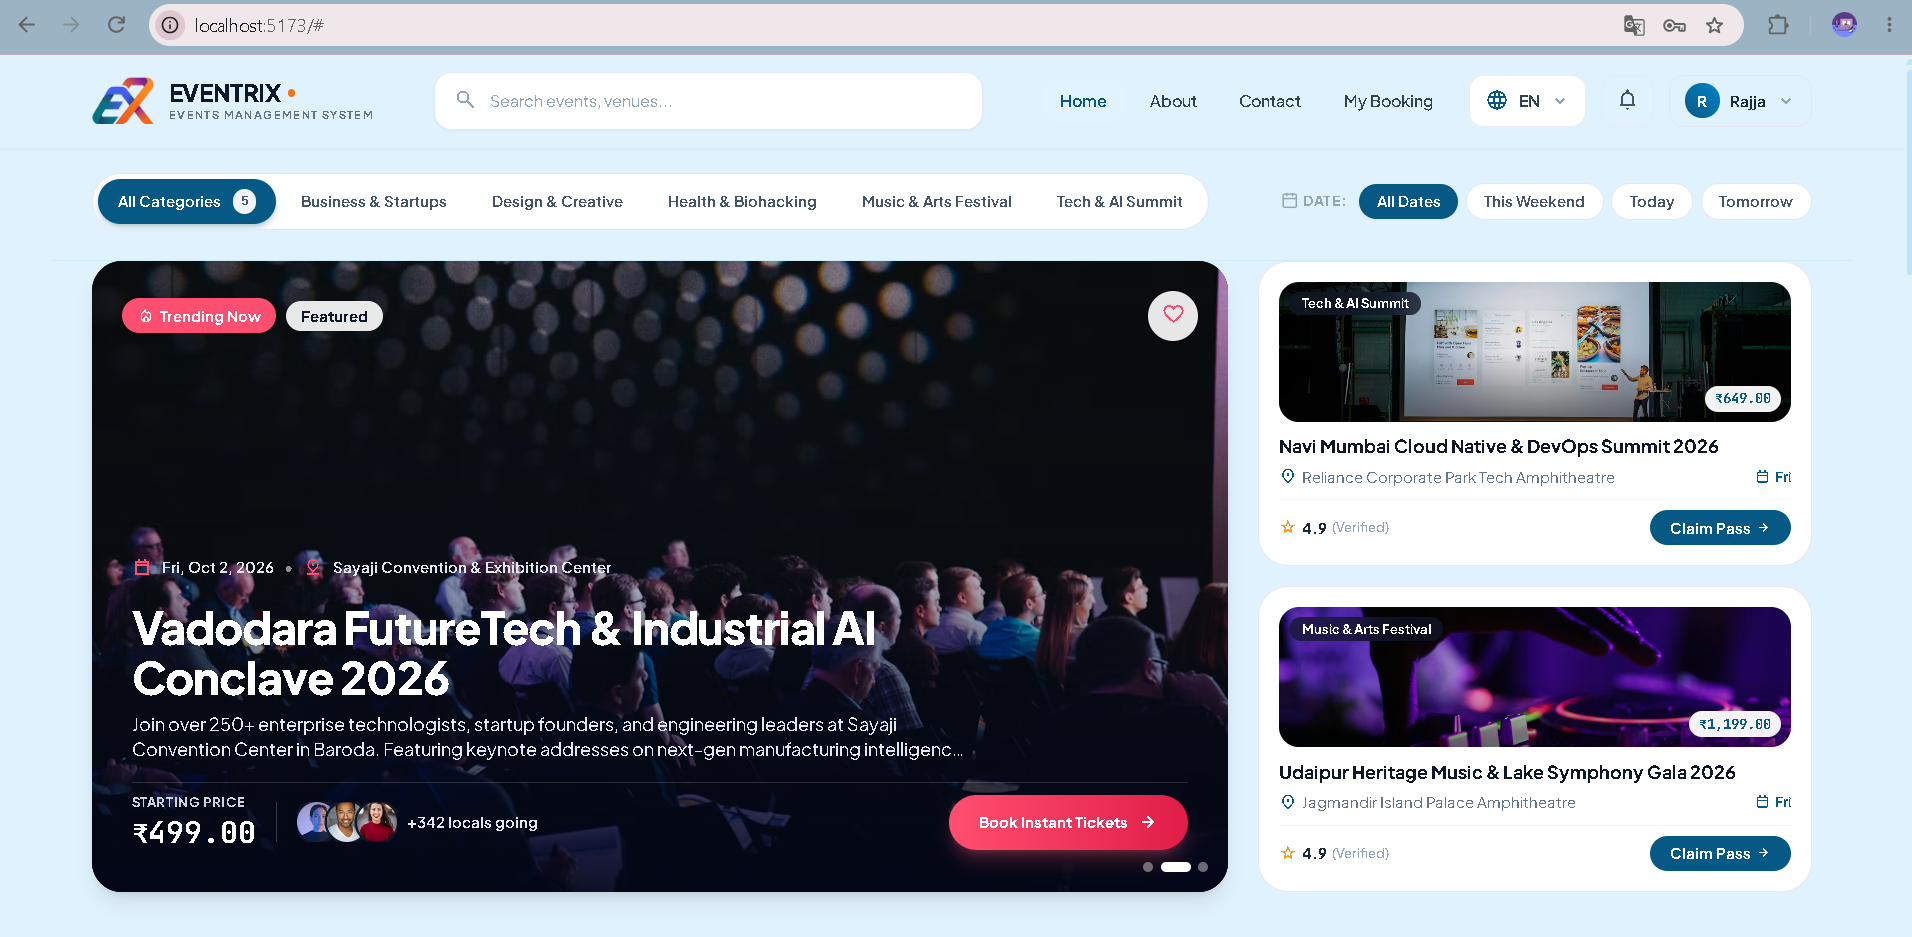 localhost:5173/#
EVENTRIX
EVENTS MANAGEMENT SYSTEM
Search events, venues...
Home
About
Contact
My Booking
EN
R
Rajja
All Categories 5
Business & Startups
Design & Creative
Health & Biohacking
Music & Arts Festival
Tech & AI Summit
DATE:
All Dates
This Weekend
Today
Tomorrow
Trending Now
Featured
Fri, Oct 2, 2026 • Sayaji Convention & Exhibition Center
Vadodara FutureTech & Industrial AI
Conclave 2026
Join over 250+ enterprise technologists, startup founders, and engineering leaders at Sayaji
Convention Center in Baroda. Featuring keynote addresses on next-gen manufacturing intelligenc...
STARTING PRICE
₹499.00
+342 locals going
Book Instant Tickets →
Tech & AI Summit
₹649.00
Navi Mumbai Cloud Native & DevOps Summit 2026
Reliance Corporate Park Tech Amphitheatre
Fri
4.9 (Verified)
Claim Pass →
Music & Arts Festival
₹1,199.00
Udaipur Heritage Music & Lake Symphony Gala 2026
Jagmandir Island Palace Amphitheatre
Fri
4.9 (Verified)
Claim Pass →